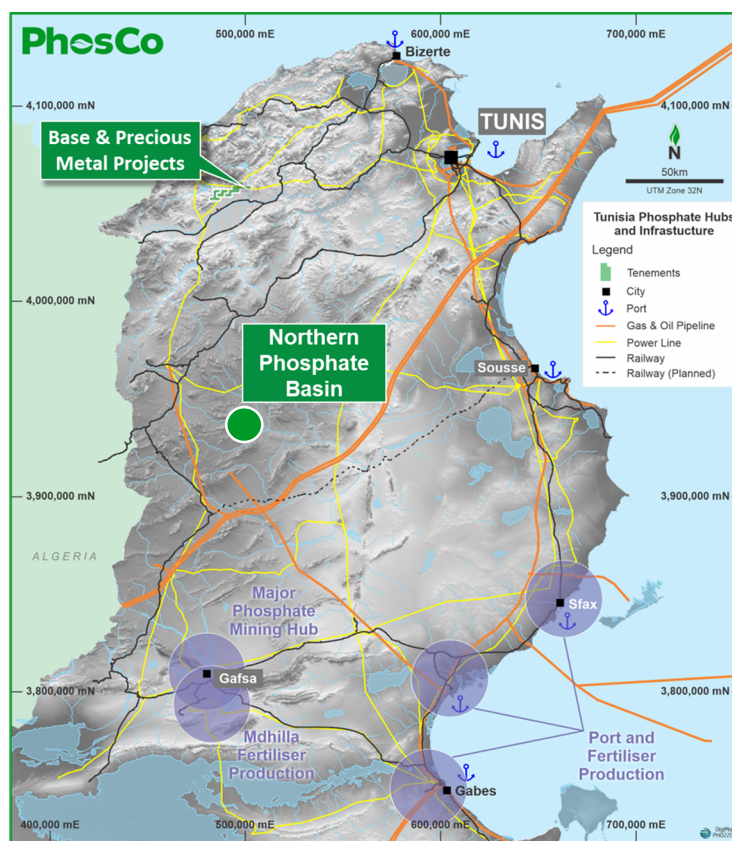 PhosCo
500,000 mE
600,000 mE
700,000 mE
Bizerte
4,100,000 mN
4,100,000 mN
TUNIS
Base & Precious
Metal Projects
N
50km
UTM Zone 32N
Tunisia Phosphate Hubs
and Infrastucture
Legend
Tenements
City
Port
Gas & Oil Pipeline
Power Line
Railway
Railway (Planned)
4,000,000 mN
Northern
Phosphate
Basin
Sousse
3,900,000 mN
3,900,000 mN
ALGERIA
Major
Phosphate
Mining Hub
Sfax
Gafsa
3,800,000 mN
3,800,000 mN
Mdhilla
Fertiliser
Production
Port and
Fertiliser
Production
Gabes
400,000 mE
500,000 mE
600,000 mE
700,000 mE